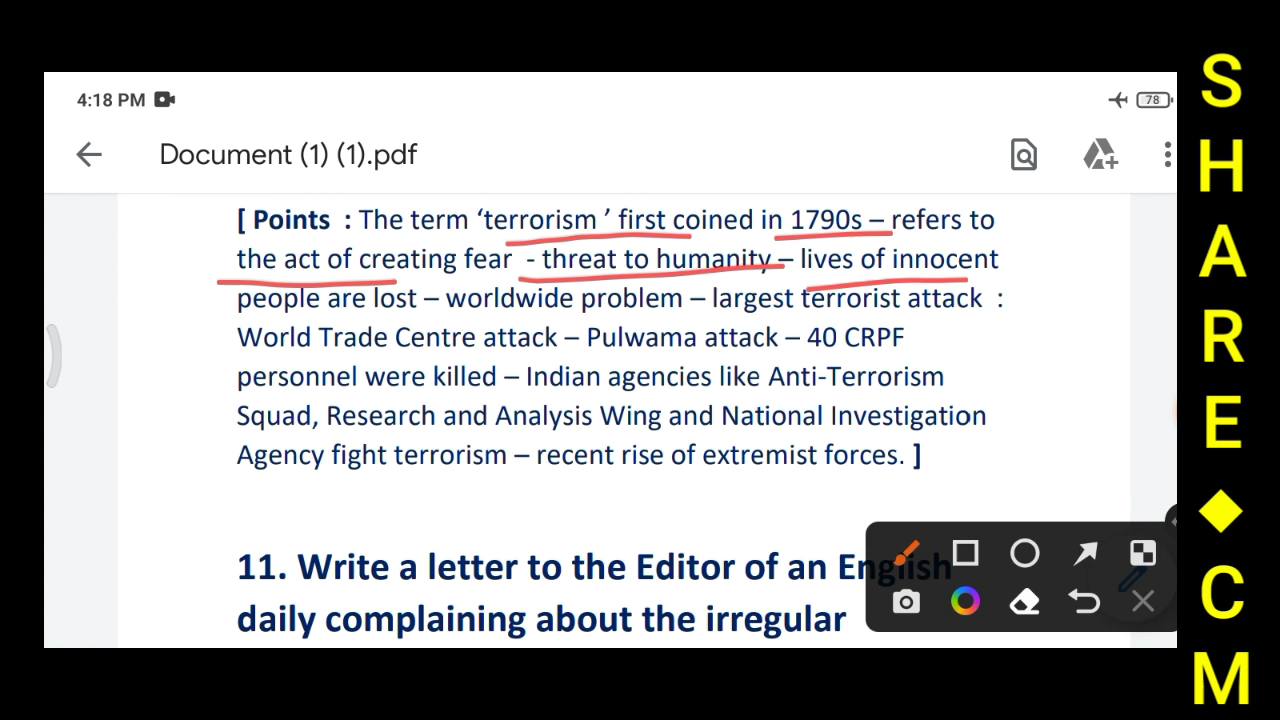 4:18 PM
78
Document (1) (1).pdf
[ Points : The term ‘terrorism ’ first coined in 1790s – refers to
the act of creating fear - threat to humanity – lives of innocent
people are lost – worldwide problem – largest terrorist attack :
World Trade Centre attack – Pulwama attack – 40 CRPF
personnel were killed – Indian agencies like Anti-Terrorism
Squad, Research and Analysis Wing and National Investigation
Agency fight terrorism – recent rise of extremist forces. ]
11. Write a letter to the Editor of an English
daily complaining about the irregular
SHARE◆CM